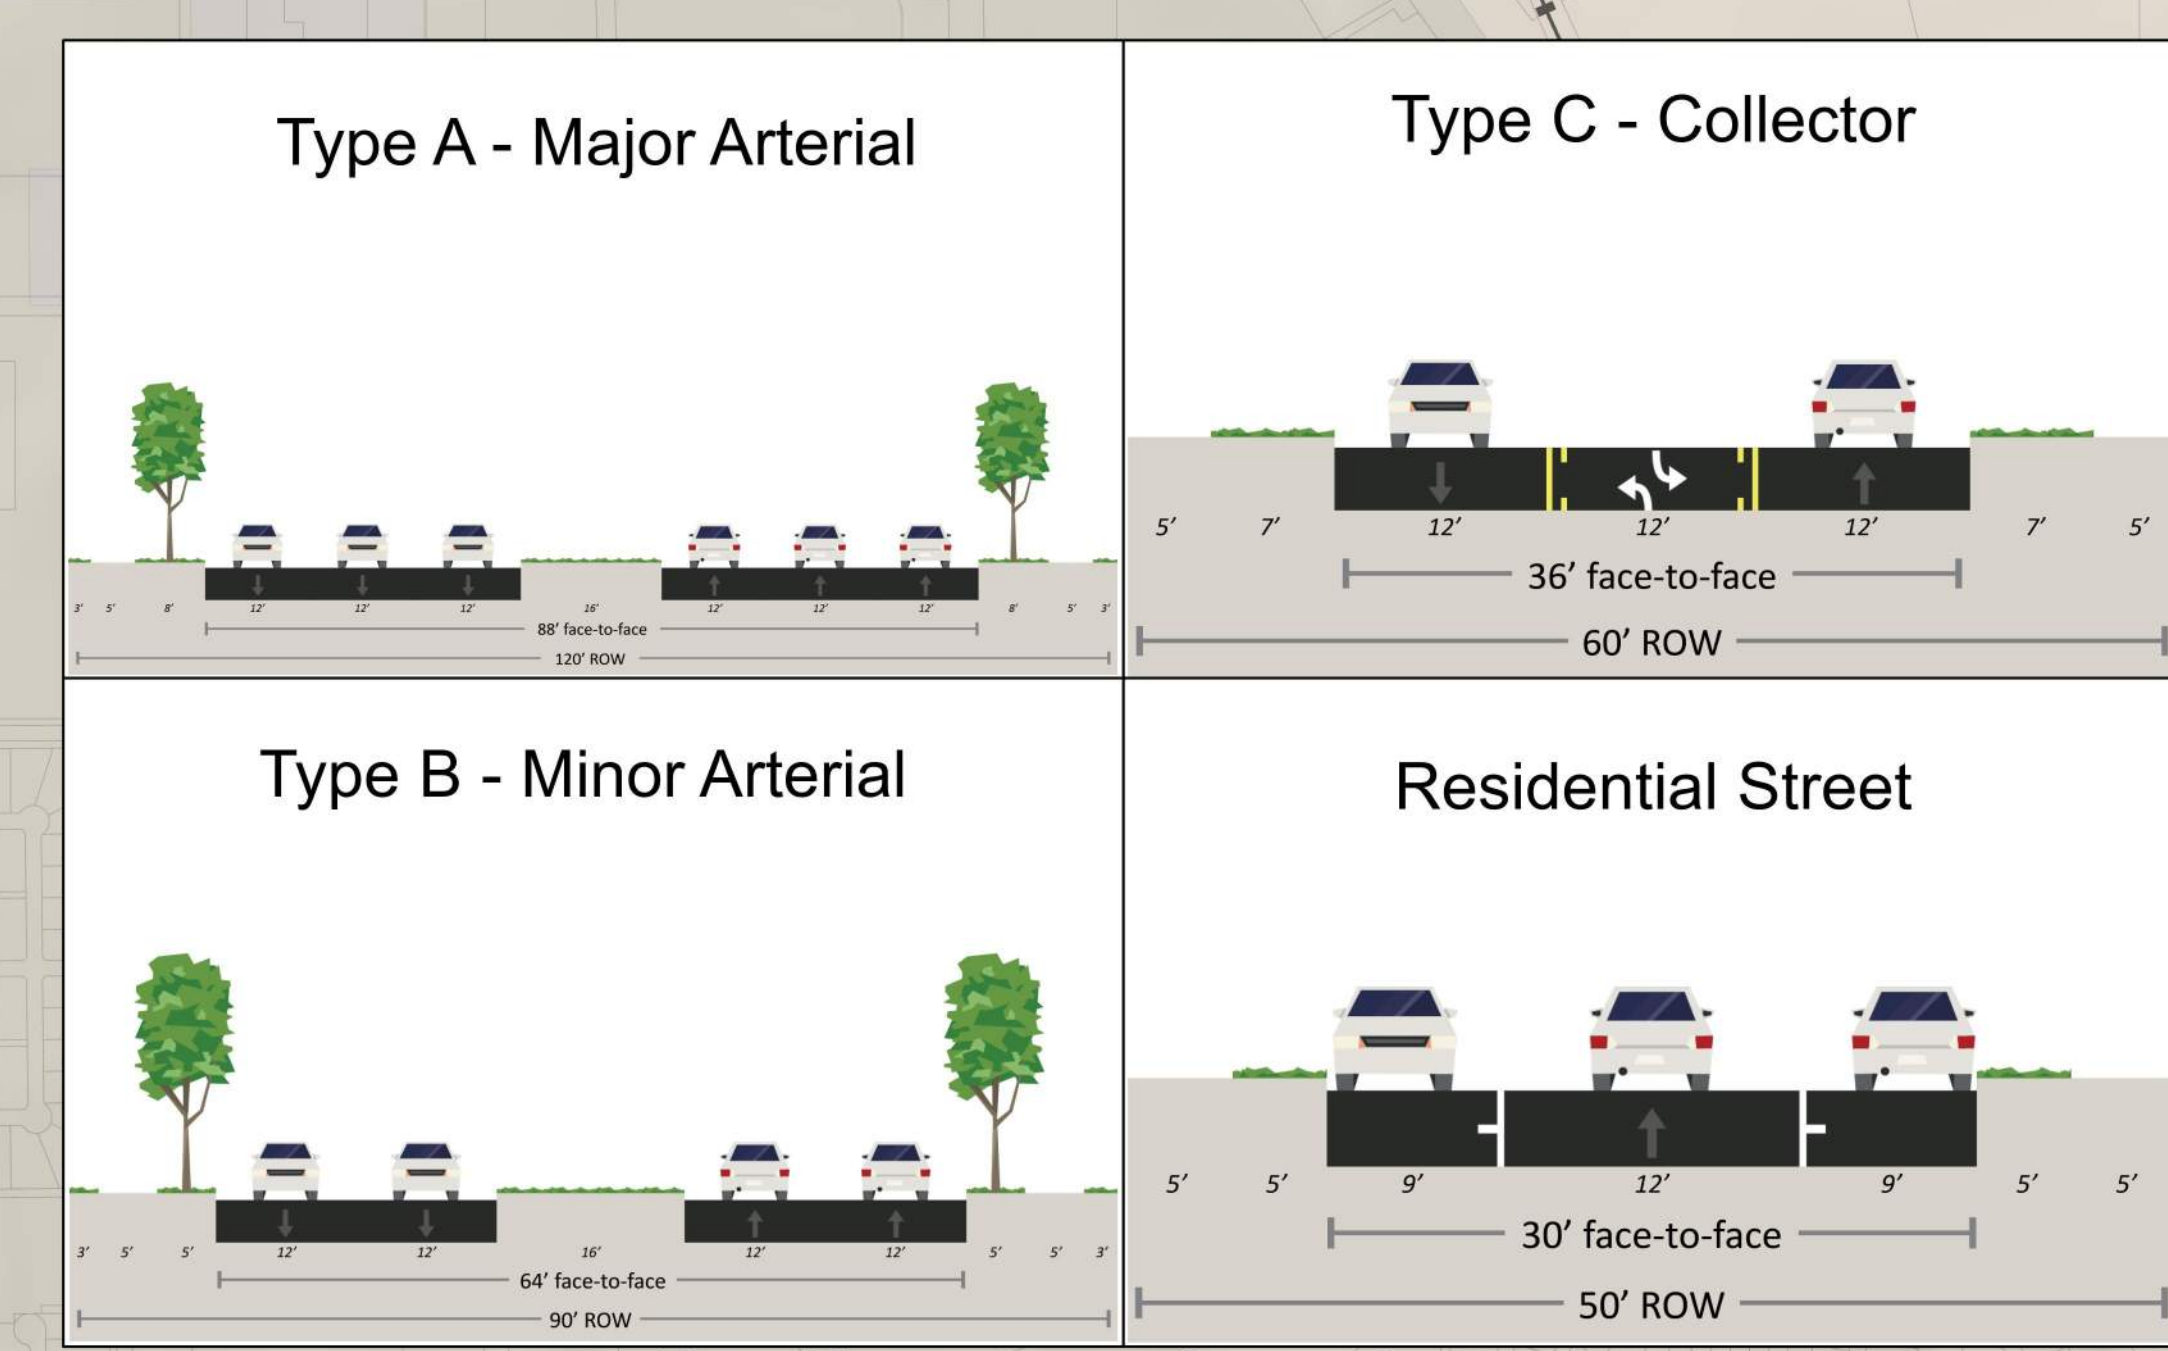 Type A - Major Arterial
3’ 5’ 8’ 12’ 12’ 12’ 16’ 12’ 12’ 12’ 8’ 5’ 3’
88’ face-to-face
120’ ROW
Type C - Collector
5’ 7’ 12’ 12’ 12’ 7’ 5’
36’ face-to-face
60’ ROW
Type B - Minor Arterial
3’ 5’ 5’ 12’ 12’ 16’ 12’ 12’ 5’ 5’ 3’
64’ face-to-face
90’ ROW
Residential Street
5’ 5’ 9’ 12’ 9’ 5’ 5’
30’ face-to-face
50’ ROW